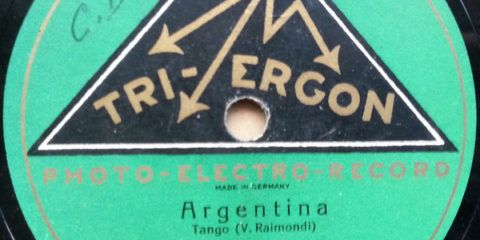 TRI-ERGON
PHOTO-ELECTRO-RECORD
MADE IN GERMANY
Argentina
Tango (V. Raimondi)